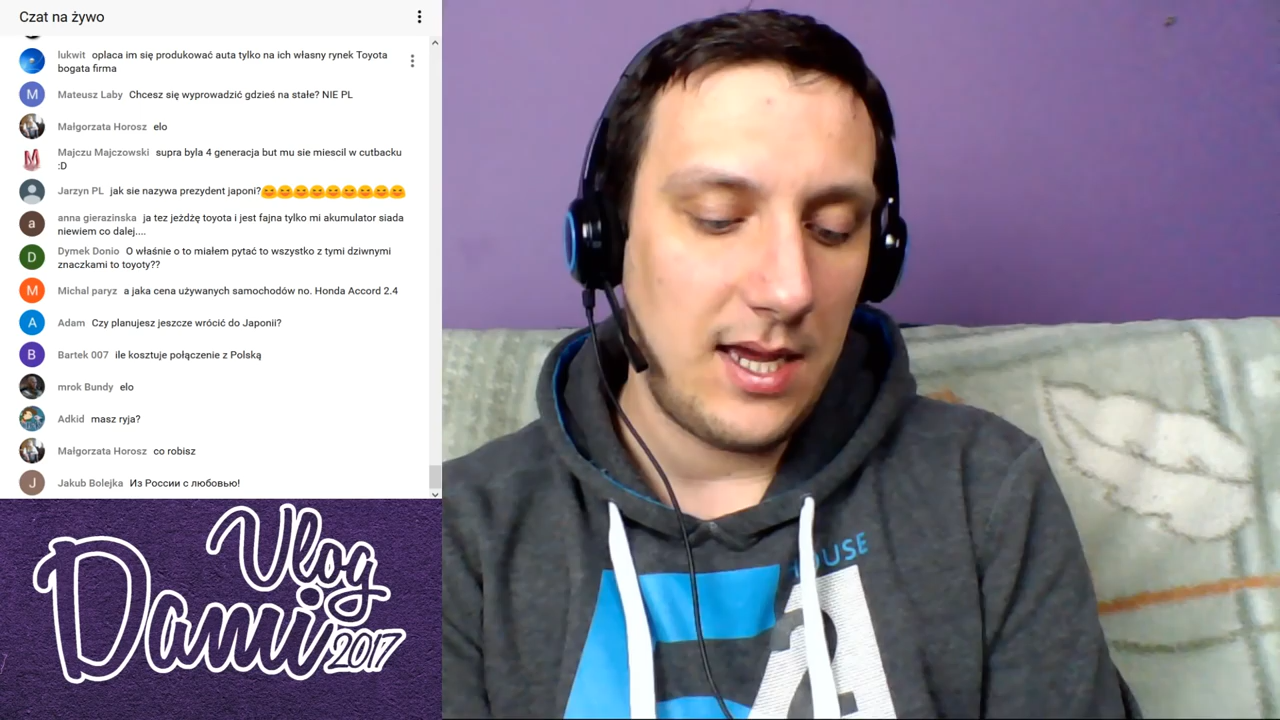 Czat na żywo
lukwit oplaca im się produkować auta tylko na ich własny rynek Toyota
bogata firma
Mateusz Laby Chcesz się wyprowadzić gdzieś na stałe? NIE PL
Małgorzata Horosz elo
Majczu Majczowski supra byla 4 generacja but mu sie miescil w cutbacku
:D
Jarzyn PL jak sie nazywa prezydent japoni?
anna gierazinska ja tez jeżdżę toyota i jest fajna tylko mi akumulator siada
niewiem co dalej....
Dymek Donio O właśnie o to miałem pytać to wszystko z tymi dziwnymi
znaczkami to toyoty??
Michal paryz a jaka cena używanych samochodów no. Honda Accord 2.4
Adam Czy planujesz jeszcze wrócić do Japonii?
Bartek 007 ile kosztuje połączenie z Polską
mrok Bundy elo
Adkid masz ryja?
Małgorzata Horosz co robisz
Jakub Bolejka Из России с любовью!
Vlog
Dami
2017
HOUSE